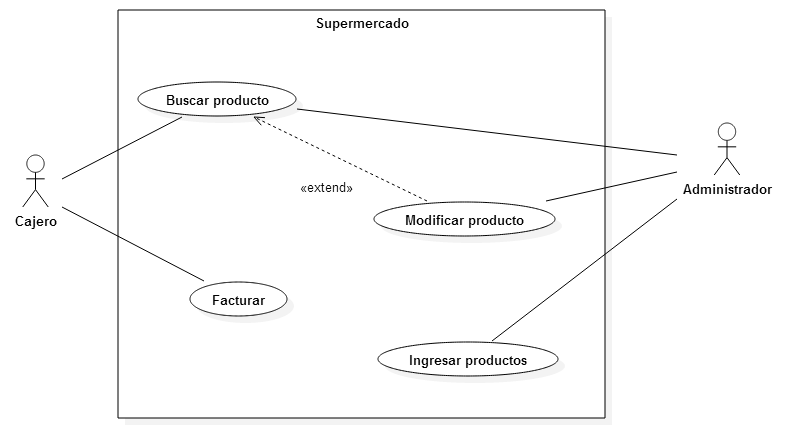 Supermercado
Buscar producto
«extend»
Administrador
Cajero
Modificar producto
Facturar
Ingresar productos